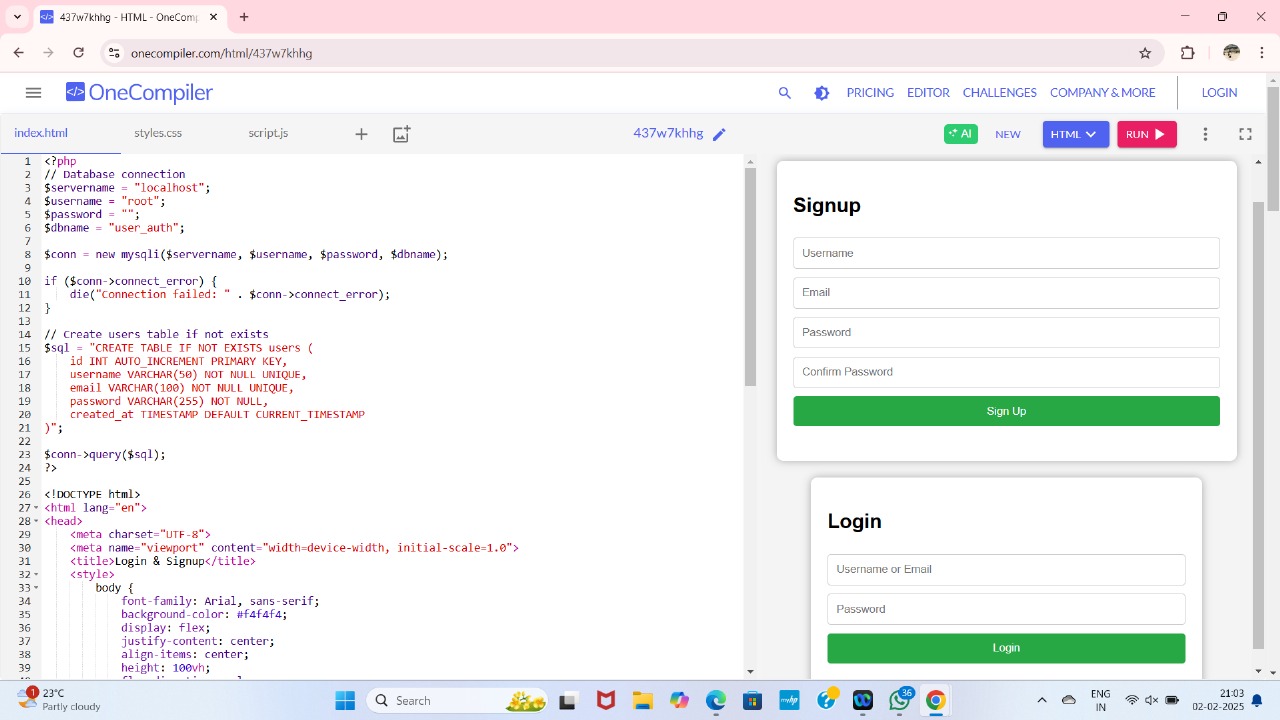 437w7khhg - HTML - OneComp
onecompiler.com/html/437w7khhg
OneCompiler
PRICING EDITOR CHALLENGES COMPANY & MORE LOGIN
index.html styles.css script.js 437w7khhg AI NEW HTML RUN
1 <?php
2 // Database connection
3 $servername = "localhost";
4 $username = "root";
5 $password = "";
6 $dbname = "user_auth";
7
8 $conn = new mysqli($servername, $username, $password, $dbname);
9
10 if ($conn->connect_error) {
11 die("Connection failed: " . $conn->connect_error);
12 }
13
14 // Create users table if not exists
15 $sql = "CREATE TABLE IF NOT EXISTS users (
16 id INT AUTO_INCREMENT PRIMARY KEY,
17 username VARCHAR(50) NOT NULL UNIQUE,
18 email VARCHAR(100) NOT NULL UNIQUE,
19 password VARCHAR(255) NOT NULL,
20 created_at TIMESTAMP DEFAULT CURRENT_TIMESTAMP
21 )";
22
23 $conn->query($sql);
24 ?>
25
26 <!DOCTYPE html>
27 <html lang="en">
28 <head>
29 <meta charset="UTF-8">
30 <meta name="viewport" content="width=device-width, initial-scale=1.0">
31 <title>Login & Signup</title>
32 <style>
33 body {
34 font-family: Arial, sans-serif;
35 background-color: #f4f4f4;
36 display: flex;
37 justify-content: center;
38 align-items: center;
39 height: 100vh;
Signup
Username
Email
Password
Confirm Password
Sign Up
Login
Username or Email
Password
Login
1
23°C
Partly cloudy
Search
myhp
36
ENG
IN
21:03
02-02-2025